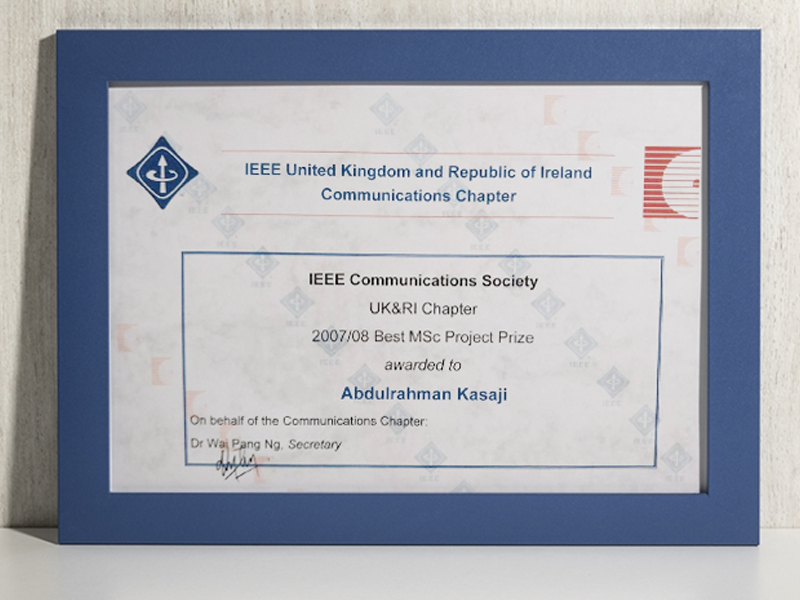 IEEE United Kingdom and Republic of Ireland
Communications Chapter
IEEE Communications Society
UK&RI Chapter
2007/08 Best MSc Project Prize
awarded to
Abdulrahman Kasaji
On behalf of the Communications Chapter:
Dr Wai Pang Ng, Secretary